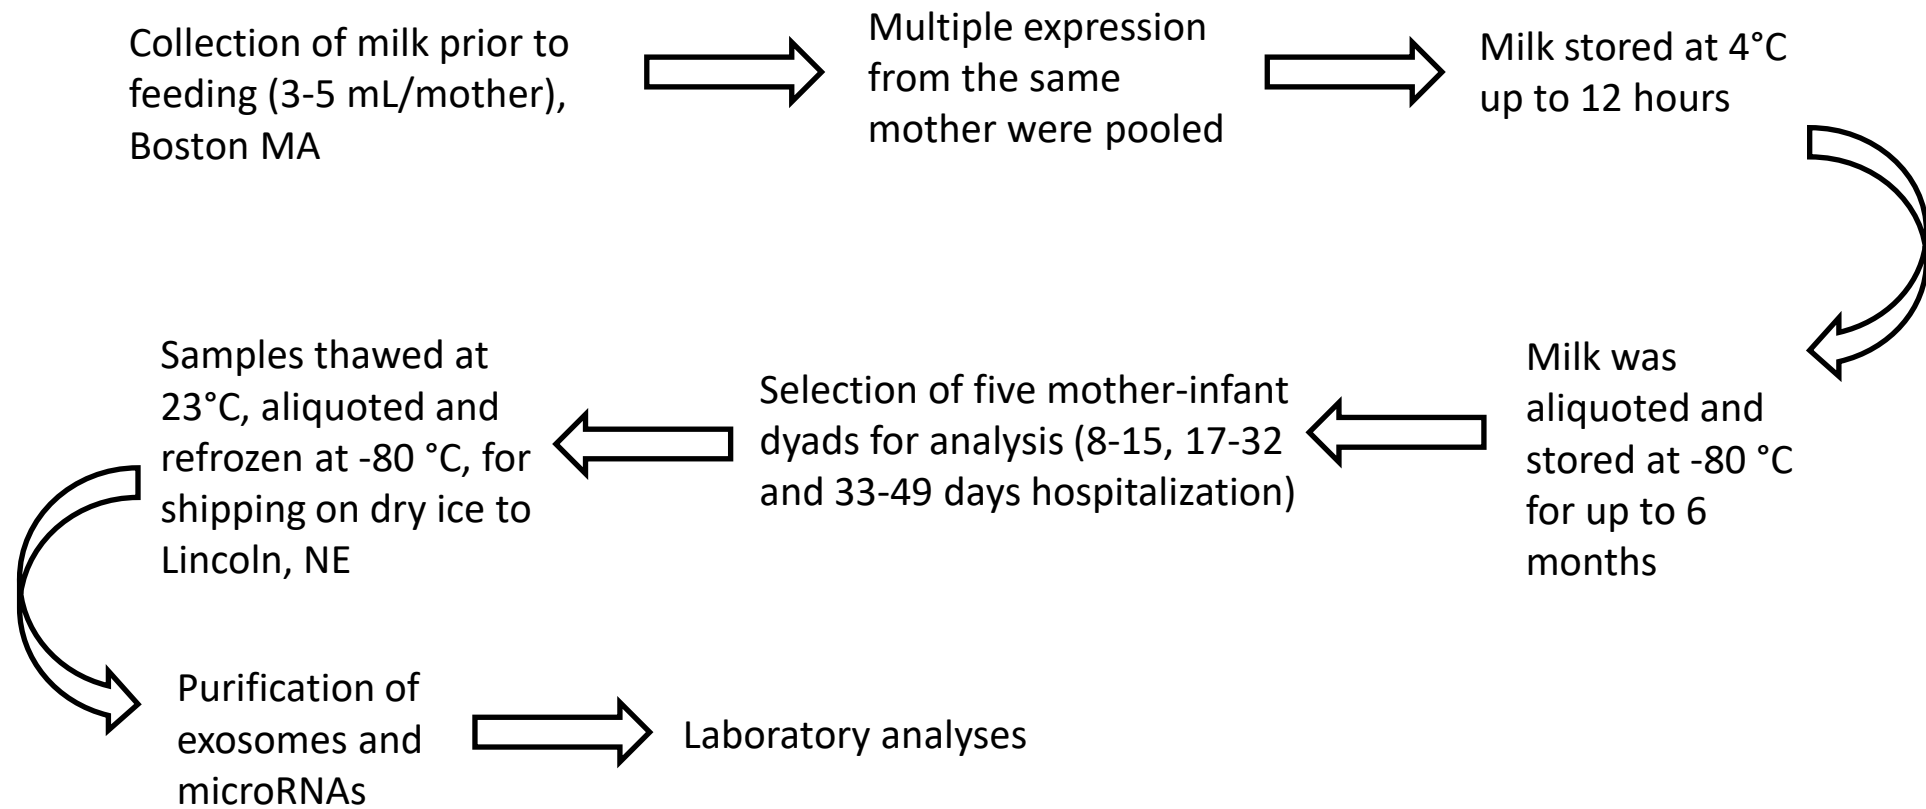 Collection of milk prior to
feeding (3-5 mL/mother),
Boston MA
Multiple expression
from the same
mother were pooled
Milk stored at 4°C
up to 12 hours
Milk was
aliquoted and
stored at -80 °C
for up to 6
months
Selection of five mother-infant
dyads for analysis (8-15, 17-32
and 33-49 days hospitalization)
Samples thawed at
23°C, aliquoted and
refrozen at -80 °C, for
shipping on dry ice to
Lincoln, NE
Purification of
exosomes and
microRNAs
Laboratory analyses